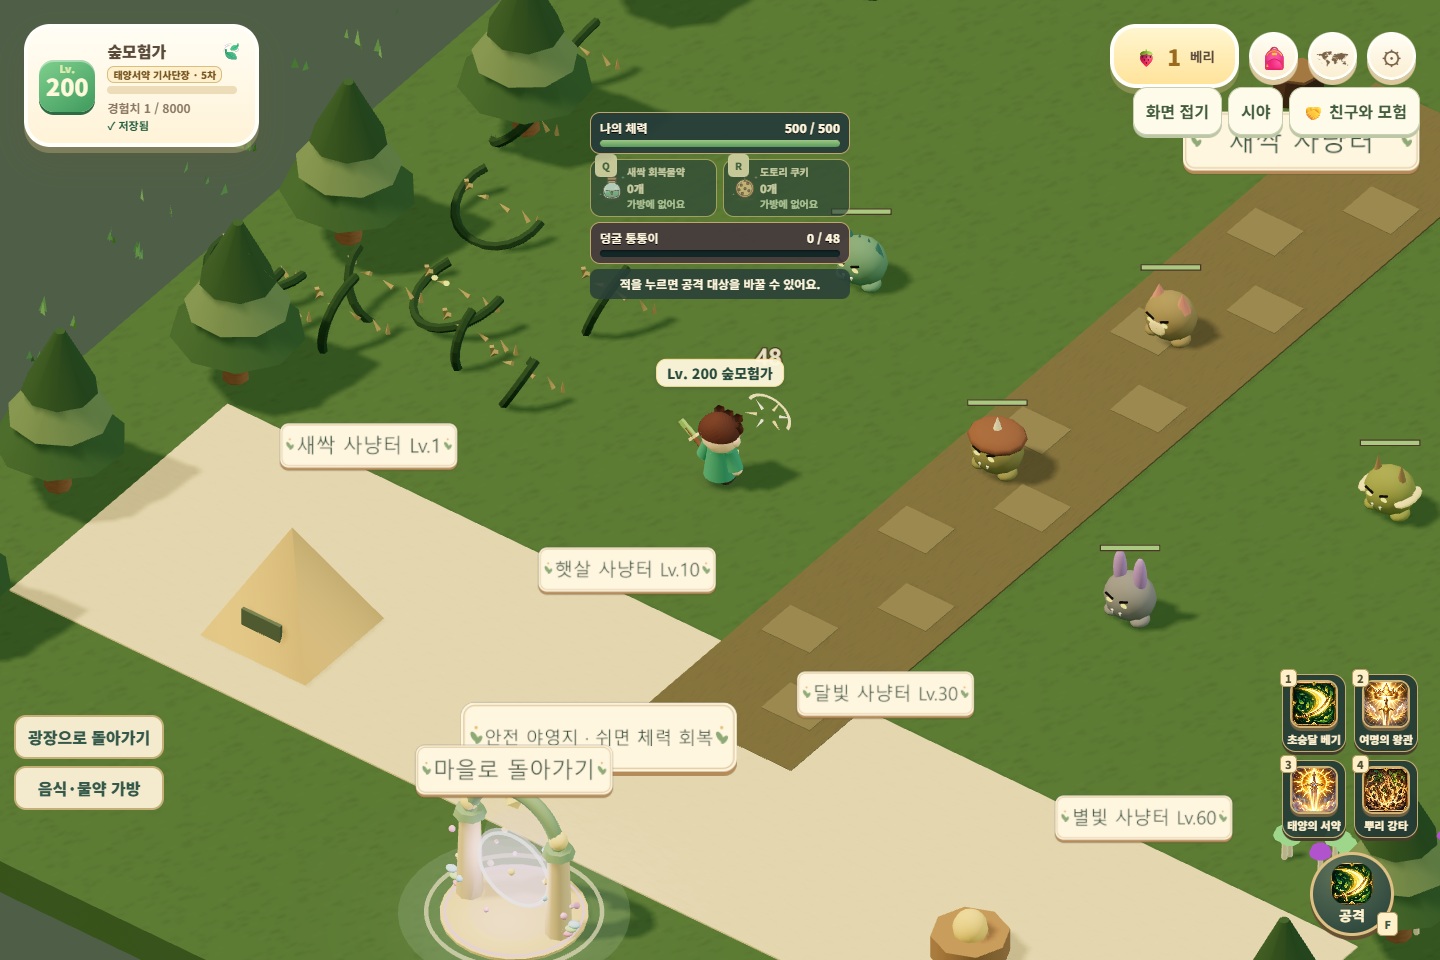 숲모험가
Lv.
200
태양서약 기사단장 · 5차
경험치 1 / 8000
✓ 저장됨
나의 체력 500 / 500
Q 새싹 회복물약
0개
가방에 없어요
R 도토리 쿠키
0개
가방에 없어요
덩굴 통통이 0 / 48
적을 누르면 공격 대상을 바꿀 수 있어요.
1 베리
화면 접기
시야
친구와 모험
새싹 사냥터
48
Lv. 200 숲모험가
새싹 사냥터 Lv.1
햇살 사냥터 Lv.10
달빛 사냥터 Lv.30
안전 야영지 · 쉬면 체력 회복
마을로 돌아가기
별빛 사냥터 Lv.60
광장으로 돌아가기
음식·물약 가방
1 초승달 베기
2 여명의 왕관
3 태양의 서약
4 뿌리 강타
공격
F